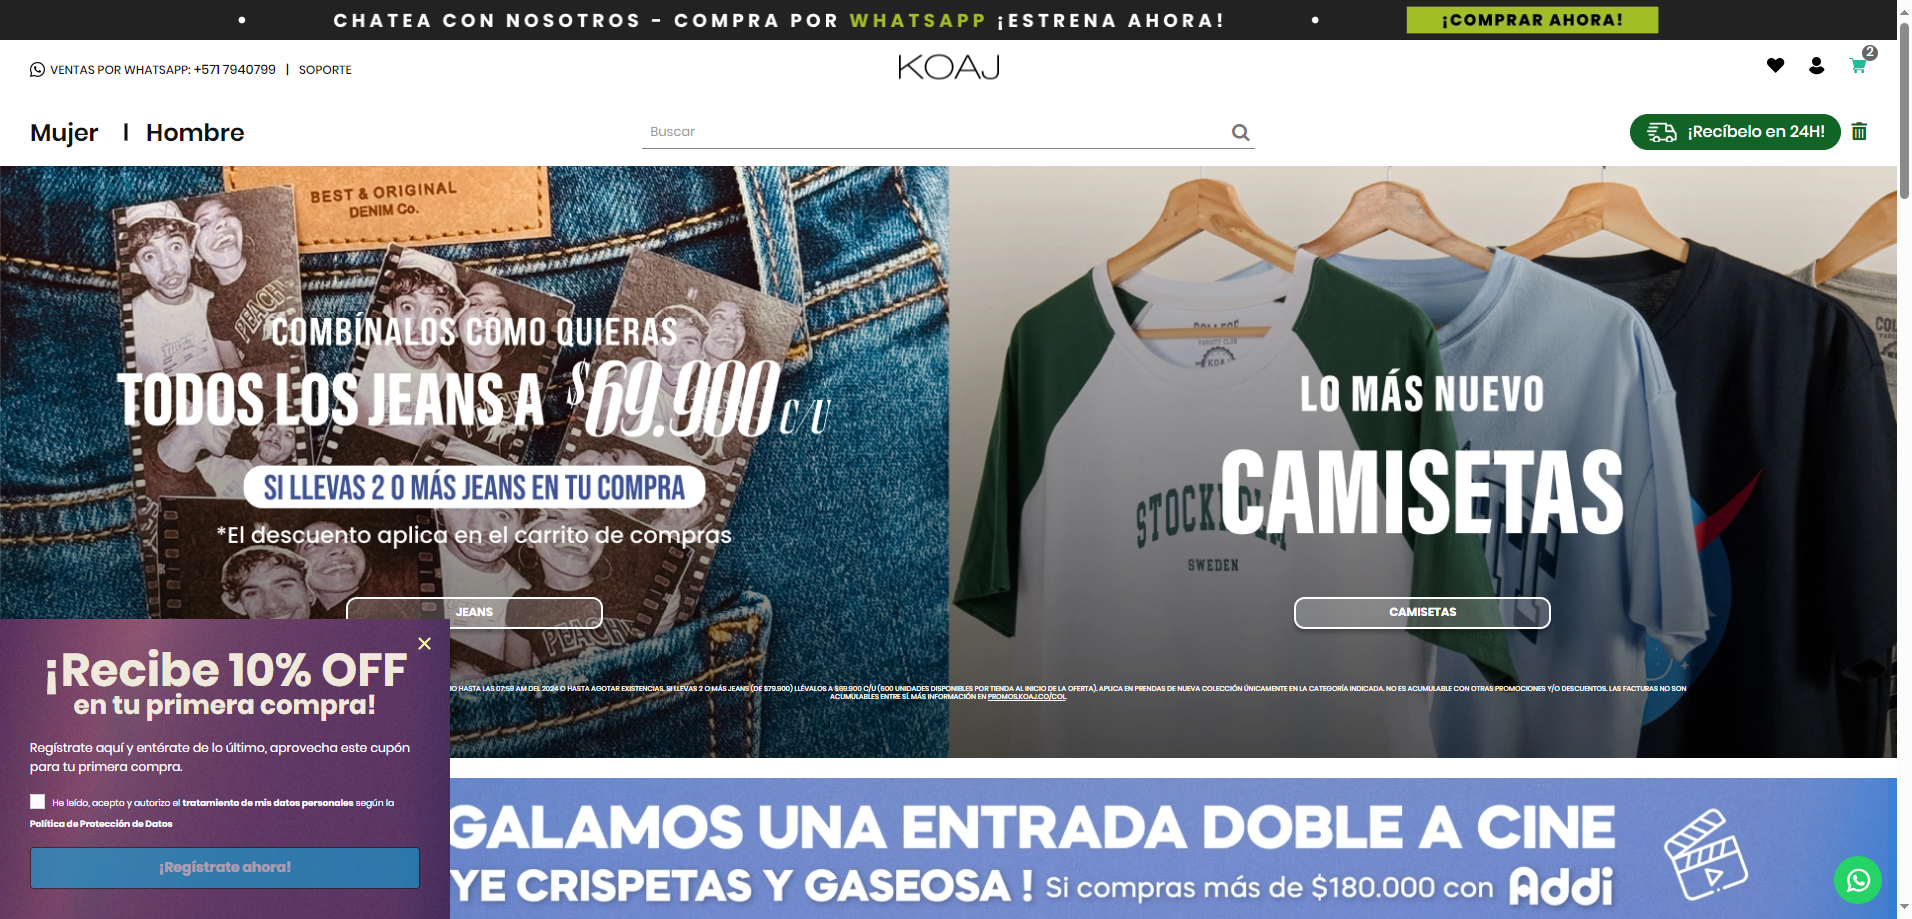 CHATEA CON NOSOTROS - COMPRA POR WHATSAPP ¡ESTRENA AHORA!
¡COMPRAR AHORA!
VENTAS POR WHATSAPP: +571 7940799 | SOPORTE
KOAJ
2
Mujer | Hombre
Buscar
¡Recíbelo en 24H!
BEST & ORIGINAL
DENIM Co.
PEACHY
COMBÍNALOS COMO QUIERAS
TODOS LOS JEANS A $69.900 C/U
SI LLEVAS 2 O MÁS JEANS EN TU COMPRA
*El descuento aplica en el carrito de compras
JEANS
PEACHY
COLLEGE
VARSITY CLUB
KOAJ
LO MÁS NUEVO
CAMISETAS
SWEDEN
CAMISETAS
IO HASTA LAS 07:59 AM DEL 2024 O HASTA AGOTAR EXISTENCIAS. SI LLEVAS 2 O MÁS JEANS (DE $79.900) LLÉVALOS A $69.900 C/U (600 UNIDADES DISPONIBLES POR TIENDA AL INICIO DE LA OFERTA). APLICA EN PRENDAS DE NUEVA COLECCIÓN ÚNICAMENTE EN LA CATEGORÍA INDICADA. NO ES ACUMULABLE CON OTRAS PROMOCIONES Y/O DESCUENTOS. LAS FACTURAS NO SON
ACUMULABLES ENTRE SÍ. MÁS INFORMACIÓN EN PROMOS.KOAJ.CO/COL
¡Recibe 10% OFF
en tu primera compra!
Regístrate aquí y entérate de lo último, aprovecha este cupón
para tu primera compra.
He leído, acepto y autorizo el tratamiento de mis datos personales según la
Política de Protección de Datos
¡Regístrate ahora!
GALAMOS UNA ENTRADA DOBLE A CINE
YE CRISPETAS Y GASEOSA ! Si compras más de $180.000 con Addi